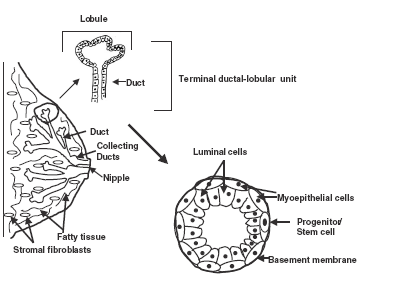 Lobule
Duct
Terminal ductal-lobular unit
Duct
Collecting
Ducts
Nipple
Fatty tissue
Stromal fibroblasts
Luminal cells
Myoepithelial cells
Progenitor/
Stem cell
Basement membrane